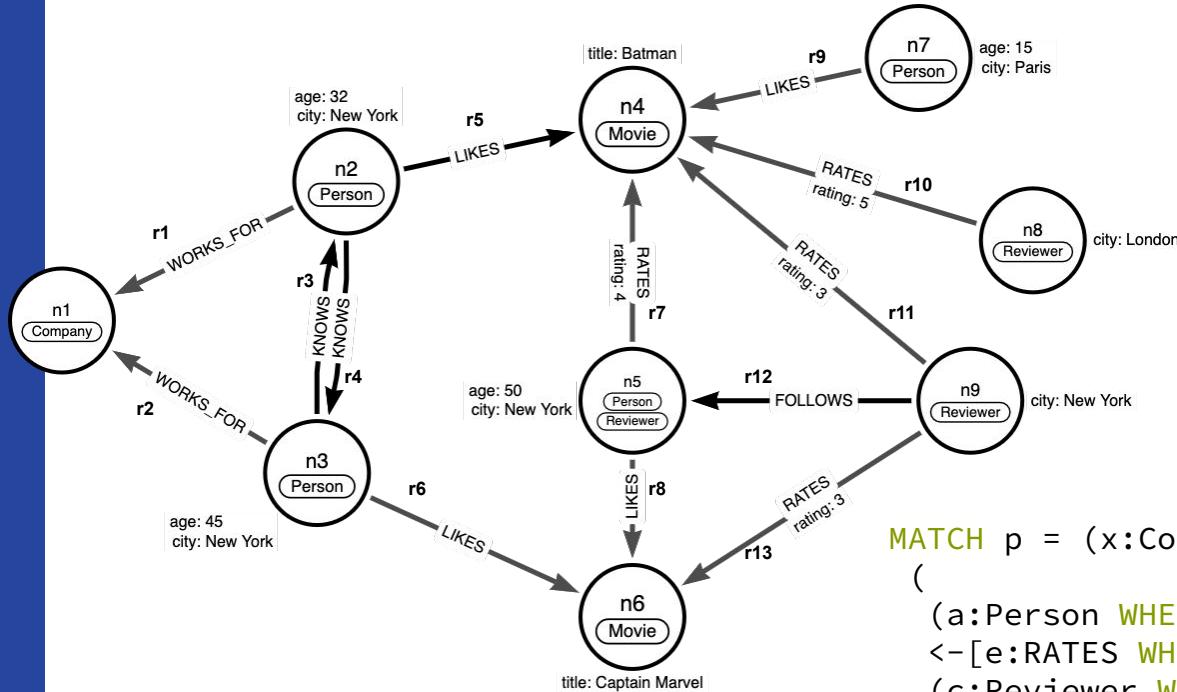 title: Batman
r9
LIKES
n7
Person
age: 15
city: Paris
age: 32
city: New York
r5
LIKES
n4
Movie
n2
Person
RATES
rating: 5
r10
n8
Reviewer
city: London
r1
WORKS_FOR
r3
KNOWS
KNOWS
r4
RATES
rating: 4
r7
RATES
rating: 3
r11
n1
Company
r2
WORKS_FOR
age: 50
city: New York
n5
Person
Reviewer
r12
FOLLOWS
n9
Reviewer
city: New York
n3
Person
age: 45
city: New York
r6
LIKES
LIKES
r8
RATES
rating: 3
r13
n6
Movie
title: Captain Marvel
MATCH p = (x:Co
(
(a:Person WHE
<-[e:RATES WH
(c:Reviewer W